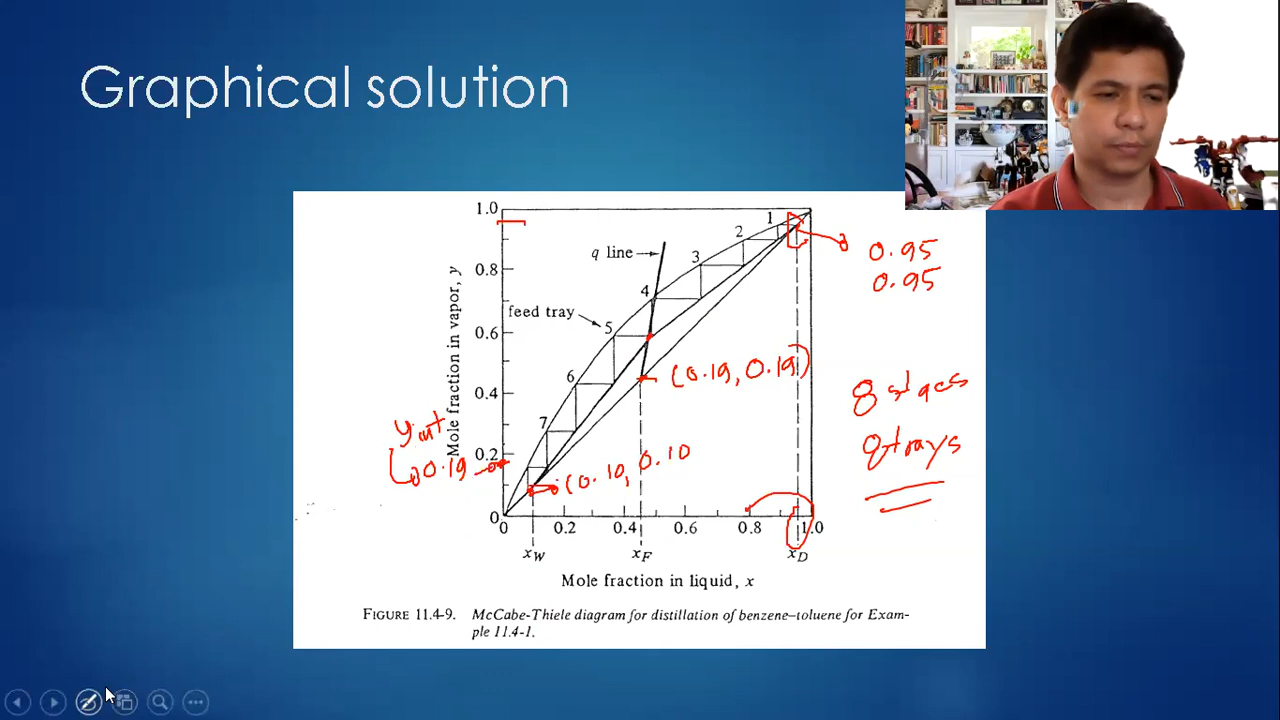 Graphical solution
1.0
0.8
0.6
0.4
0.2
0
Mole fraction in vapor, y
1
2
3
4
5
6
7
q line
feed tray
0.95
0.95
(0.19, 0.19)
(0.10, 0.10
0.19
8
trays
0
0.2
0.4
0.6
0.8
1.0
xW
xF
xD
Mole fraction in liquid, x
FIGURE 11.4-9. McCabe-Thiele diagram for distillation of benzene–toluene for Exam-
ple 11.4-1.